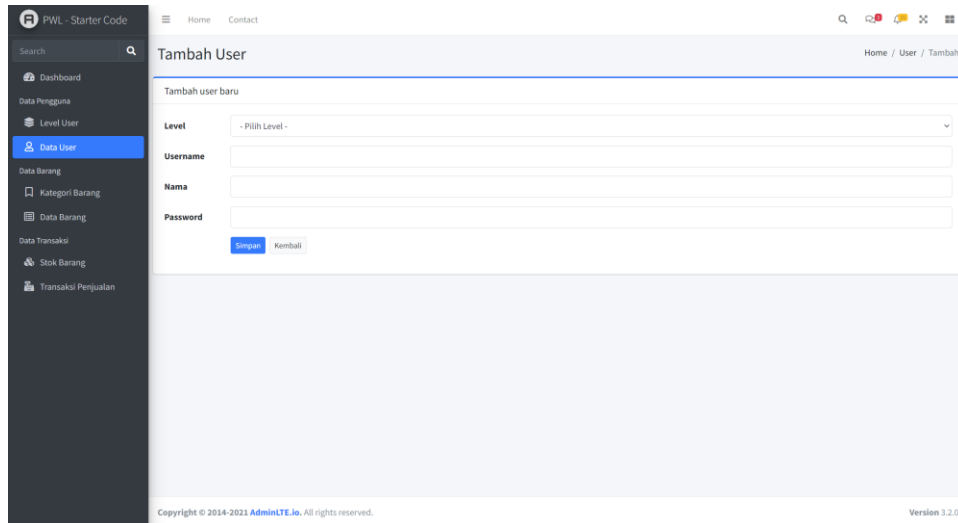 PWL - Starter Code
Home Contact
Search
Tambah User
Home / User / Tambah
Dashboard
Data Pengguna
Level User
Data User
Data Barang
Kategori Barang
Data Barang
Data Transaksi
Stok Barang
Transaksi Penjualan
Tambah user baru
Level
- Pilih Level -
Username
Nama
Password
Simpan Kembali
Copyright © 2014-2021 AdminLTE.io. All rights reserved.
Version 3.2.0